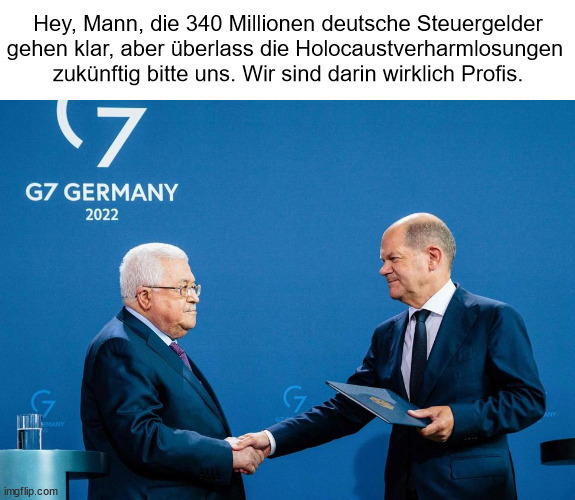 Hey, Mann, die 340 Millionen deutsche Steuergelder
gehen klar, aber überlass die Holocaustverharmlosungen
zukünftig bitte uns. Wir sind darin wirklich Profis.
G7 GERMANY
2022
imgflip.com